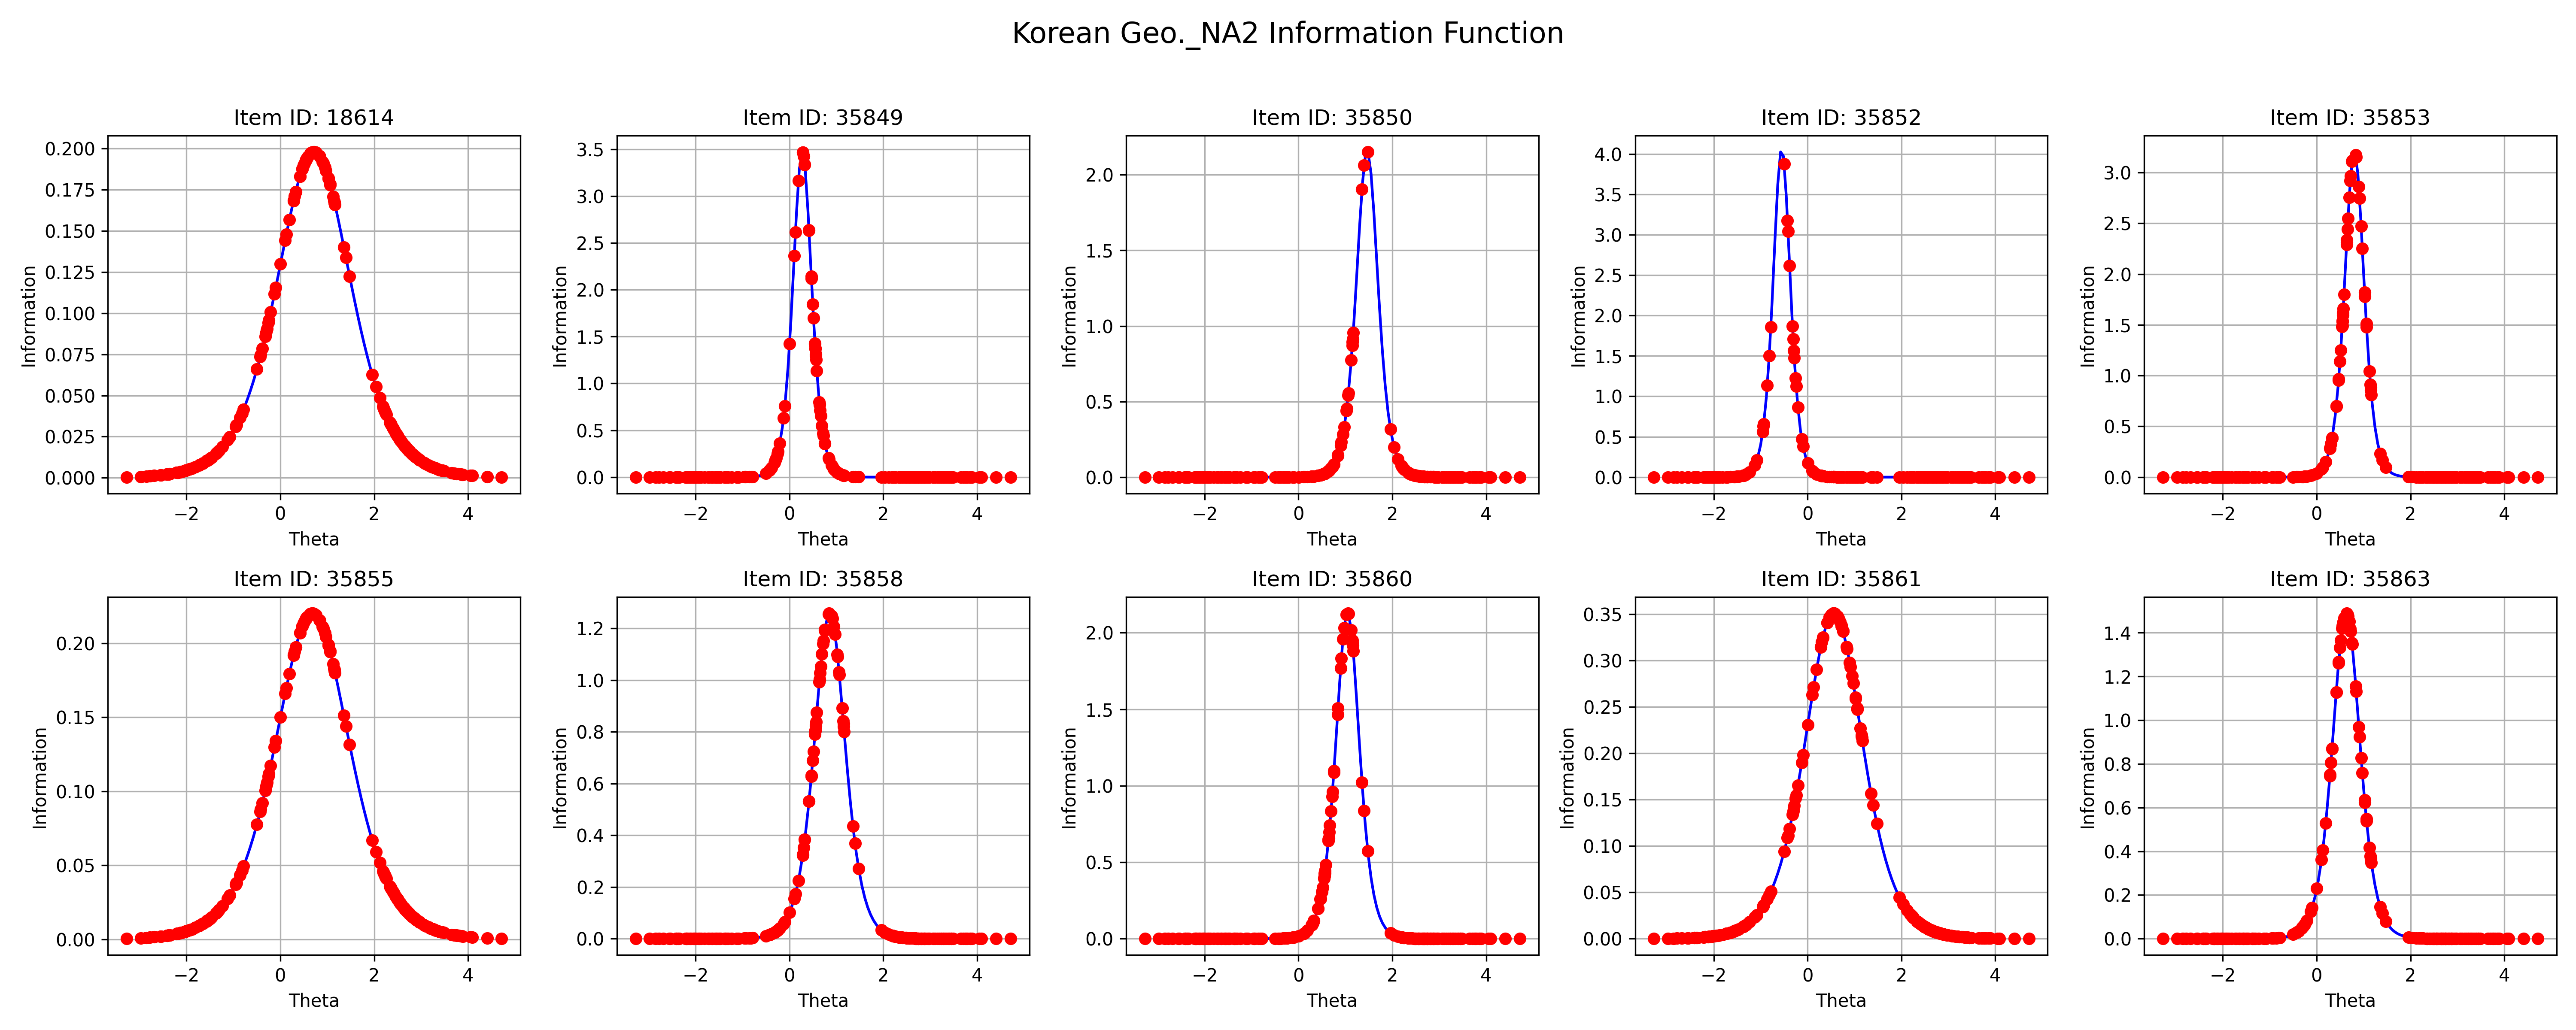 Korean Geo._NA2 Information Function
Item ID: 18614
0.200
0.175
0.150
0.125
0.100
0.075
0.050
0.025
0.000
Information
−2 0 2 4
Theta
Item ID: 35849
3.5
3.0
2.5
2.0
1.5
1.0
0.5
0.0
Information
−2 0 2 4
Theta
Item ID: 35850
2.0
1.5
1.0
0.5
0.0
Information
−2 0 2 4
Theta
Item ID: 35852
4.0
3.5
3.0
2.5
2.0
1.5
1.0
0.5
0.0
Information
−2 0 2 4
Theta
Item ID: 35853
3.0
2.5
2.0
1.5
1.0
0.5
0.0
Information
−2 0 2 4
Theta
Item ID: 35855
0.20
0.15
0.10
0.05
0.00
Information
−2 0 2 4
Theta
Item ID: 35858
1.2
1.0
0.8
0.6
0.4
0.2
0.0
Information
−2 0 2 4
Theta
Item ID: 35860
2.0
1.5
1.0
0.5
0.0
Information
−2 0 2 4
Theta
Item ID: 35861
0.35
0.30
0.25
0.20
0.15
0.10
0.05
0.00
Information
−2 0 2 4
Theta
Item ID: 35863
1.4
1.2
1.0
0.8
0.6
0.4
0.2
0.0
Information
−2 0 2 4
Theta